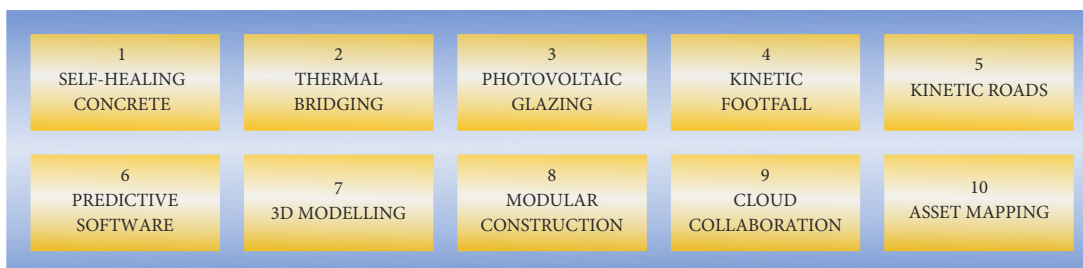 1
SELF-HEALING
CONCRETE
2
THERMAL
BRIDGING
3
PHOTOVOLTAIC
GLAZING
4
KINETIC
FOOTFALL
5
KINETIC ROADS
6
PREDICTIVE
SOFTWARE
7
3D MODELLING
8
MODULAR
CONSTRUCTION
9
CLOUD
COLLABORATION
10
ASSET MAPPING